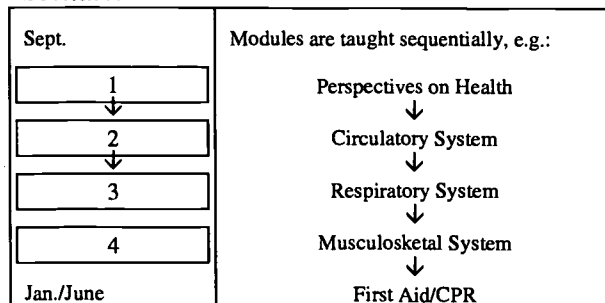 Sept.
Modules are taught sequentially, e.g.:
1
Perspectives on Health
2
Circulatory System
3
Respiratory System
4
Musculosketal System
Jan./June
First Aid/CPR